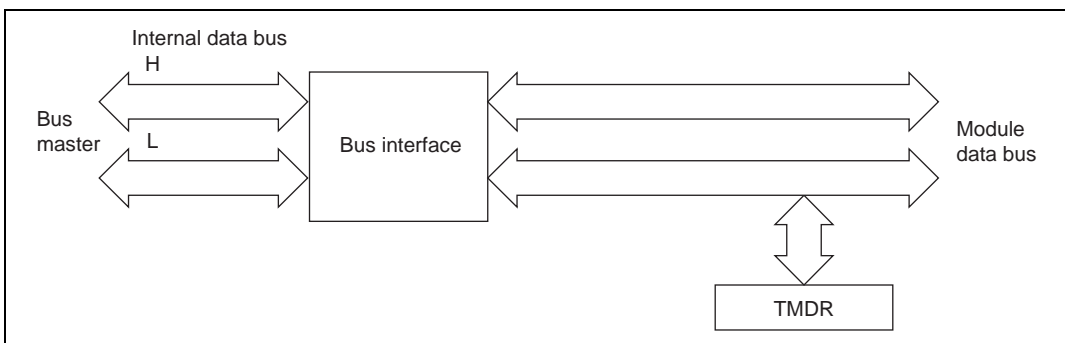 Internal data bus
H
Bus
master
L
Bus interface
Module
data bus
TMDR